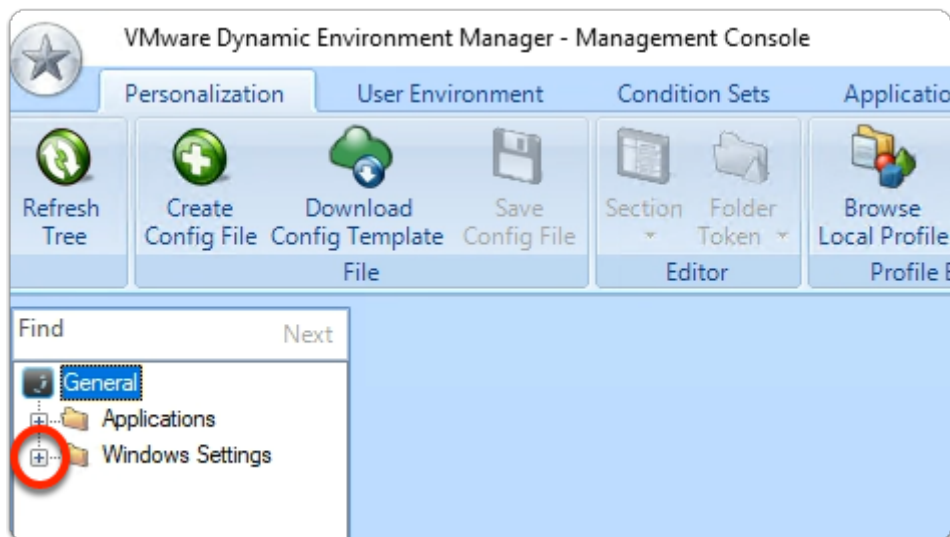 VMware Dynamic Environment Manager - Management Console
Personalization User Environment Condition Sets Applicatio
Refresh Tree
Create Config File
Download Config Template
Save Config File
Section
Folder Token
Browse Local Profile
File Editor Profile E
Find Next
General
Applications
Windows Settings